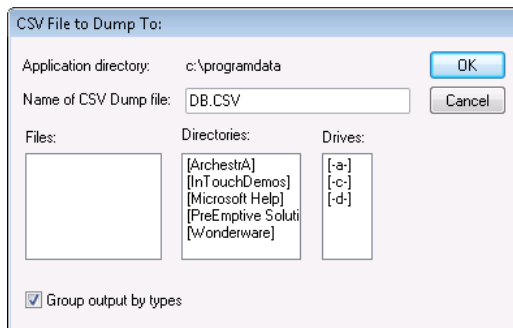 CSV File to Dump To:
Application directory: c:\programdata
OK
Name of CSV Dump file: DB.CSV
Cancel
Files:
Directories:
Drives:
[ArchestrA]
[InTouchDemos]
[Microsoft Help]
[PreEmptive Soluti
[Wonderware]
[-a-]
[-c-]
[-d-]
Group output by types